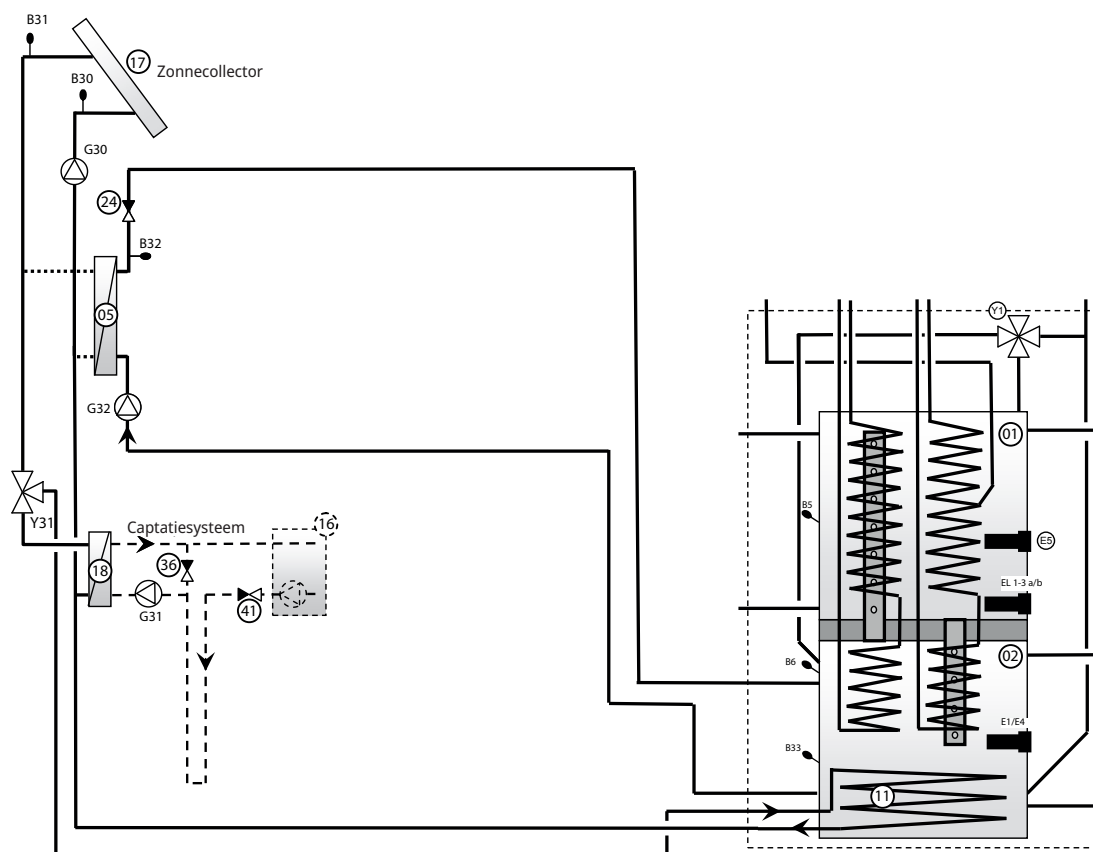 B31
17
Zonnecollector
B30
G30
24
B32
05
G32
Y31
Captatiesysteem
16
18
36
G31
41
Y1
01
B5
E5
EL 1-3 a/b
02
B6
E1/E4
B33
11